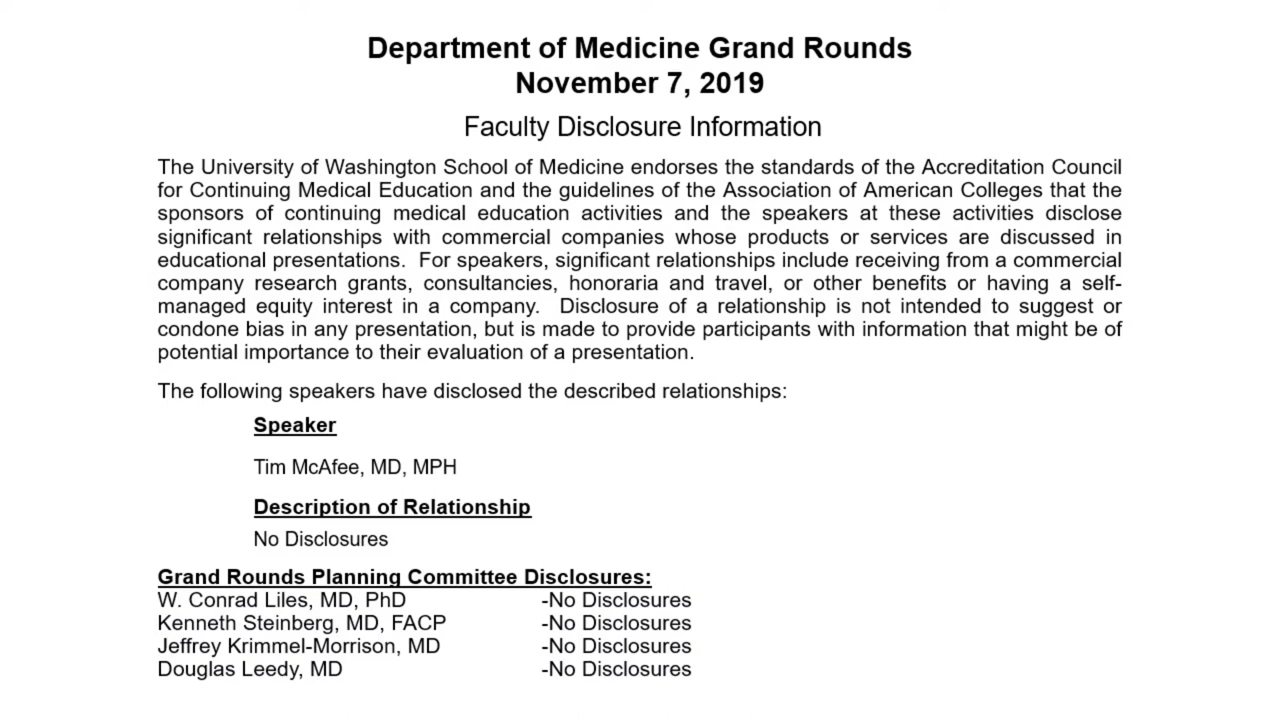 Department of Medicine Grand Rounds
November 7, 2019
Faculty Disclosure Information
The University of Washington School of Medicine endorses the standards of the Accreditation Council
for Continuing Medical Education and the guidelines of the Association of American Colleges that the
sponsors of continuing medical education activities and the speakers at these activities disclose
significant relationships with commercial companies whose products or services are discussed in
educational presentations.  For speakers, significant relationships include receiving from a commercial
company research grants, consultancies, honoraria and travel, or other benefits or having a self-
managed equity interest in a company.  Disclosure of a relationship is not intended to suggest or
condone bias in any presentation, but is made to provide participants with information that might be of
potential importance to their evaluation of a presentation.
The following speakers have disclosed the described relationships:
Speaker
Tim McAfee, MD, MPH
Description of Relationship
No Disclosures
Grand Rounds Planning Committee Disclosures:
W. Conrad Liles, MD, PhD -No Disclosures
Kenneth Steinberg, MD, FACP -No Disclosures
Jeffrey Krimmel-Morrison, MD -No Disclosures
Douglas Leedy, MD -No Disclosures